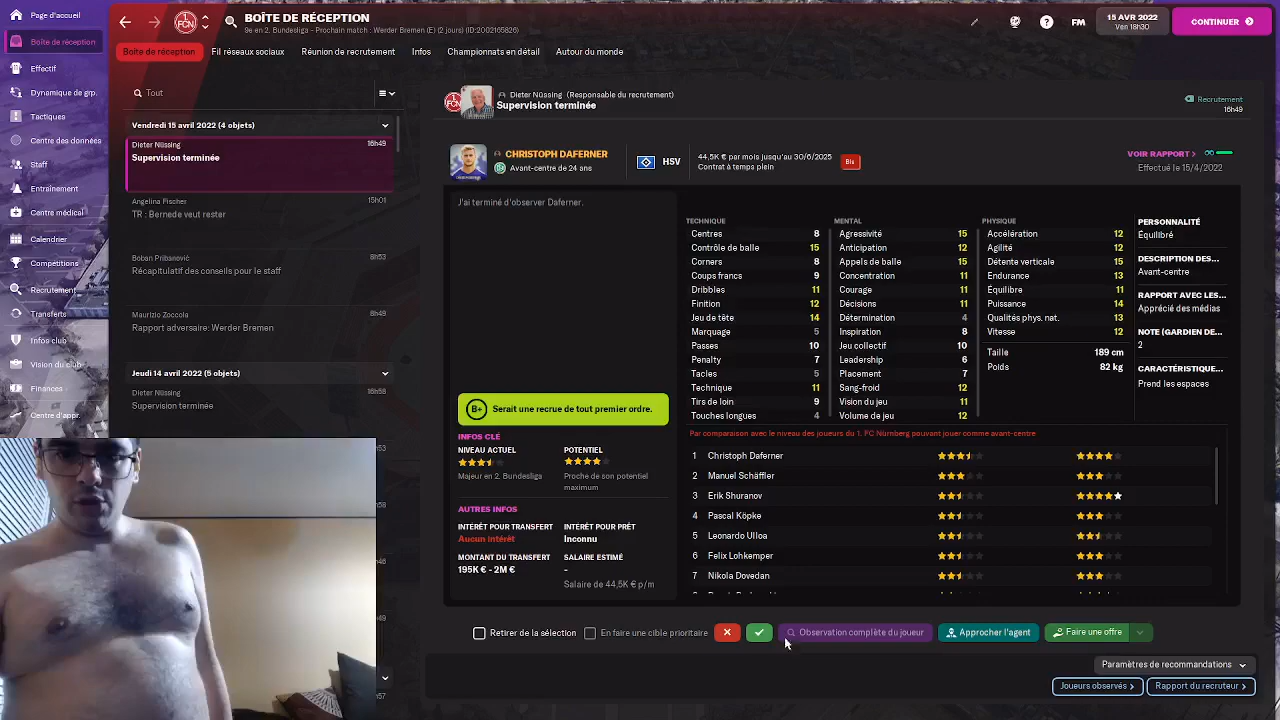 BOÎTE DE RÉCEPTION
9e en 2. Bundesliga - Prochain match : Werder Bremen (E) (2 jours) (ID:2002165826)
FM
15 AVR 2022
Ven 18h30
CONTINUER
Accueil
Boîte de réception
Effectif
Dynamique de grp.
Tactiques
Centre des données
Staff
Entraînement
Centre médical
Calendrier
Compétitions
Recrutement
Transferts
Infos club
Vision du club
Finances
Centre d'appr.
Boîte de réception
Fil réseaux sociaux
Réunion de recrutement
Infos
Championnats en détail
Autour du monde
Tout
Vendredi 15 avril 2022 (4 objets)
Dieter Nüssing 16h49
Supervision terminée
Angelina Fischer 15h01
TR : Bernede veut rester
Boban Pribanović 8h53
Récapitulatif des conseils pour le staff
Maurizio Zoccola 8h49
Rapport adversaire: Werder Bremen
Jeudi 14 avril 2022 (5 objets)
Dieter Nüssing 16h58
Supervision terminée
Dieter Nüssing (Responsable du recrutement)
Supervision terminée
Recrutement
16h49
CHRISTOPH DAFERNER
Avant-centre de 24 ans
HSV
44,5K € par mois jusqu'au 30/6/2025
Contrat à temps plein
Bls
VOIR RAPPORT >
Effectué le 15/4/2022
J'ai terminé d'observer Daferner.
B+ Serait une recrue de tout premier ordre.
INFOS CLÉ
NIVEAU ACTUEL
Majeur en 2. Bundesliga
POTENTIEL
Proche de son potentiel
maximum
AUTRES INFOS
INTÉRÊT POUR TRANSFERT
Aucun intérêt
INTÉRÊT POUR PRÊT
Inconnu
MONTANT DU TRANSFERT
195K € - 2M €
SALAIRE ESTIMÉ
-
Salaire de 44,5K € p/m
TECHNIQUE
Centres 8
Contrôle de balle 15
Corners 8
Coups francs 9
Dribbles 11
Finition 12
Jeu de tête 14
Marquage 5
Passes 10
Penalty 7
Tacles 5
Technique 11
Tirs de loin 9
Touches longues 4
MENTAL
Agressivité 15
Anticipation 12
Appels de balle 15
Concentration 11
Courage 11
Décisions 11
Détermination 4
Inspiration 8
Jeu collectif 10
Leadership 6
Placement 7
Sang-froid 12
Vision du jeu 11
Volume de jeu 12
PHYSIQUE
Accélération 12
Agilité 12
Détente verticale 15
Endurance 13
Équilibre 11
Puissance 14
Qualités phys. nat. 13
Vitesse 12
Taille 189 cm
Poids 82 kg
PERSONNALITÉ
Équilibré
DESCRIPTION DES...
Avant-centre
RAPPORT AVEC LES...
Apprécié des médias
NOTE (GARDIEN DE...
2
CARACTÉRISTIQUE...
Prend les espaces
Par comparaison avec le niveau des joueurs du 1. FC Nürnberg pouvant jouer comme avant-centre
1 Christoph Daferner
2 Manuel Schäffler
3 Erik Shuranov
4 Pascal Köpke
5 Leonardo Ulloa
6 Felix Lohkemper
7 Nikola Dovedan
Retirer de la sélection
En faire une cible prioritaire
Observation complète du joueur
Approcher l'agent
Faire une offre
Paramètres de recommandations
Joueurs observés >
Rapport du recruteur >